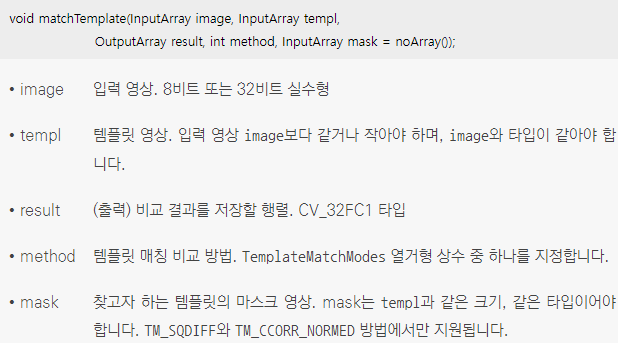 void matchTemplate(InputArray image, InputArray templ,
OutputArray result, int method, InputArray mask = noArray());
• image 입력 영상. 8비트 또는 32비트 실수형
• templ 템플릿 영상. 입력 영상 image보다 같거나 작아야 하며, image와 타입이 같아야 합
니다.
• result (출력) 비교 결과를 저장할 행렬. CV_32FC1 타입
• method 템플릿 매칭 비교 방법. TemplateMatchModes 열거형 상수 중 하나를 지정합니다.
• mask 찾고자 하는 템플릿의 마스크 영상. mask는 templ과 같은 크기, 같은 타입이어야
합니다. TM_SQDIFF와 TM_CCORR_NORMED 방법에서만 지원됩니다.